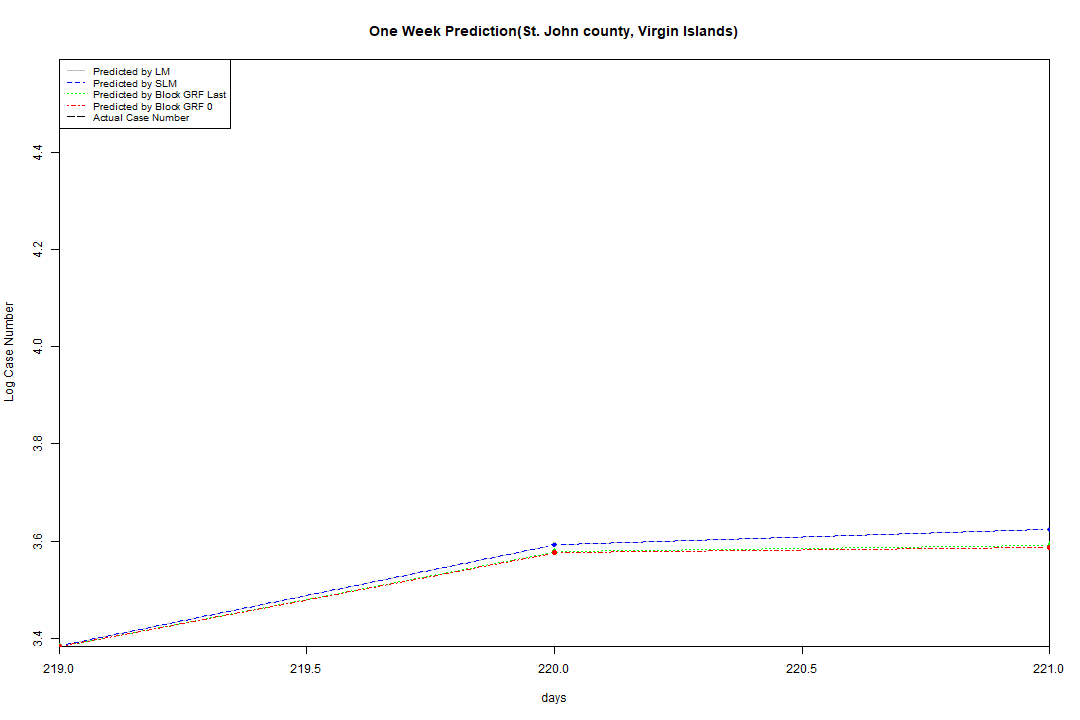 One Week Prediction(St. John county, Virgin Islands)
Predicted by LM
Predicted by SLM
Predicted by Block GRF Last
Predicted by Block GRF 0
Actual Case Number
4.4
4.2
4.0
3.8
3.6
3.4
Log Case Number
219.0 219.5 220.0 220.5 221.0
days